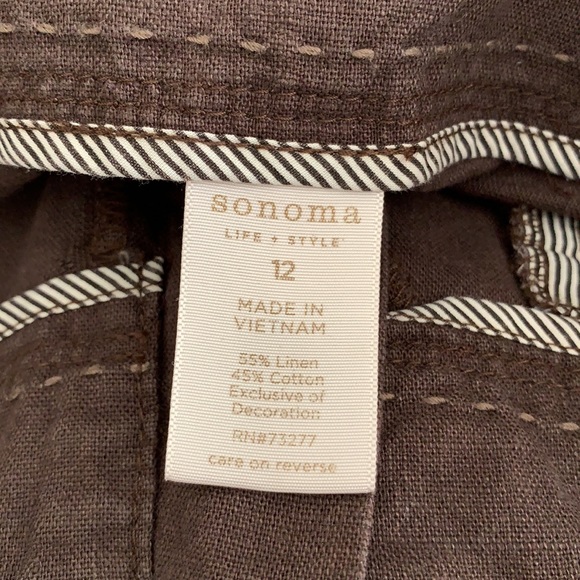 sonoma
LIFE + STYLE
12
MADE IN
VIETNAM
55% Linen
45% Cotton
Exclusive of
Decoration
RN#73277
care on reverse